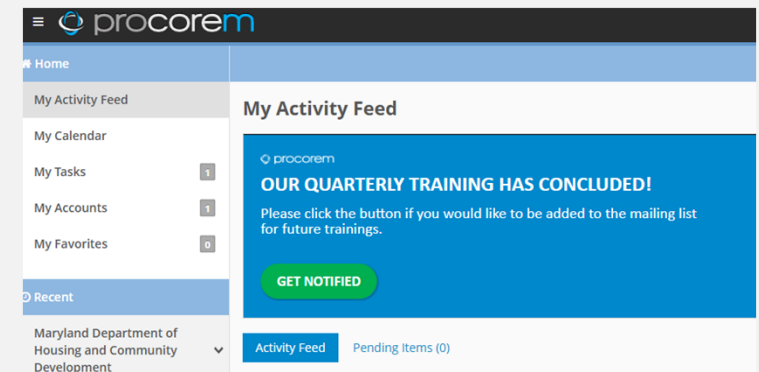 procorem
Home
My Activity Feed
My Calendar
My Tasks 1
My Accounts 1
My Favorites 0
Recent
Maryland Department of
Housing and Community
Development
My Activity Feed
procorem
OUR QUARTERLY TRAINING HAS CONCLUDED!
Please click the button if you would like to be added to the mailing list
for future trainings.
GET NOTIFIED
Activity Feed Pending Items (0)